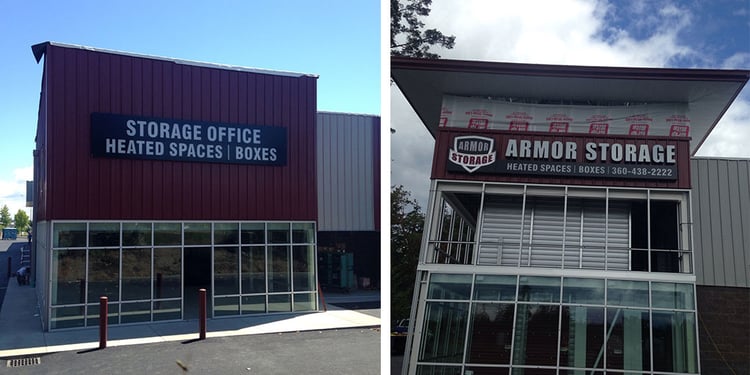 STORAGE OFFICE
HEATED SPACES | BOXES
ARMOR
STORAGE
ARMOR STORAGE
HEATED SPACES | BOXES | 360-438-2222